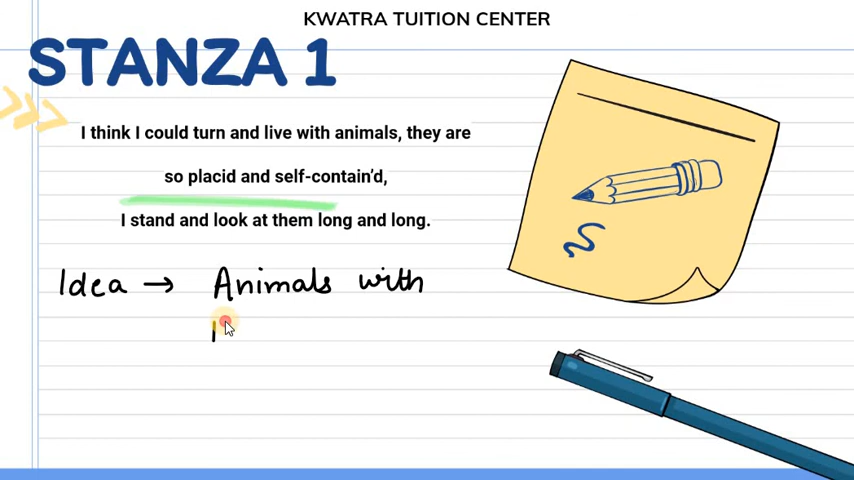 KWATRA TUITION CENTER
STANZA 1
I think I could turn and live with animals, they are
so placid and self-contain'd,
I stand and look at them long and long.
Idea → Animals with